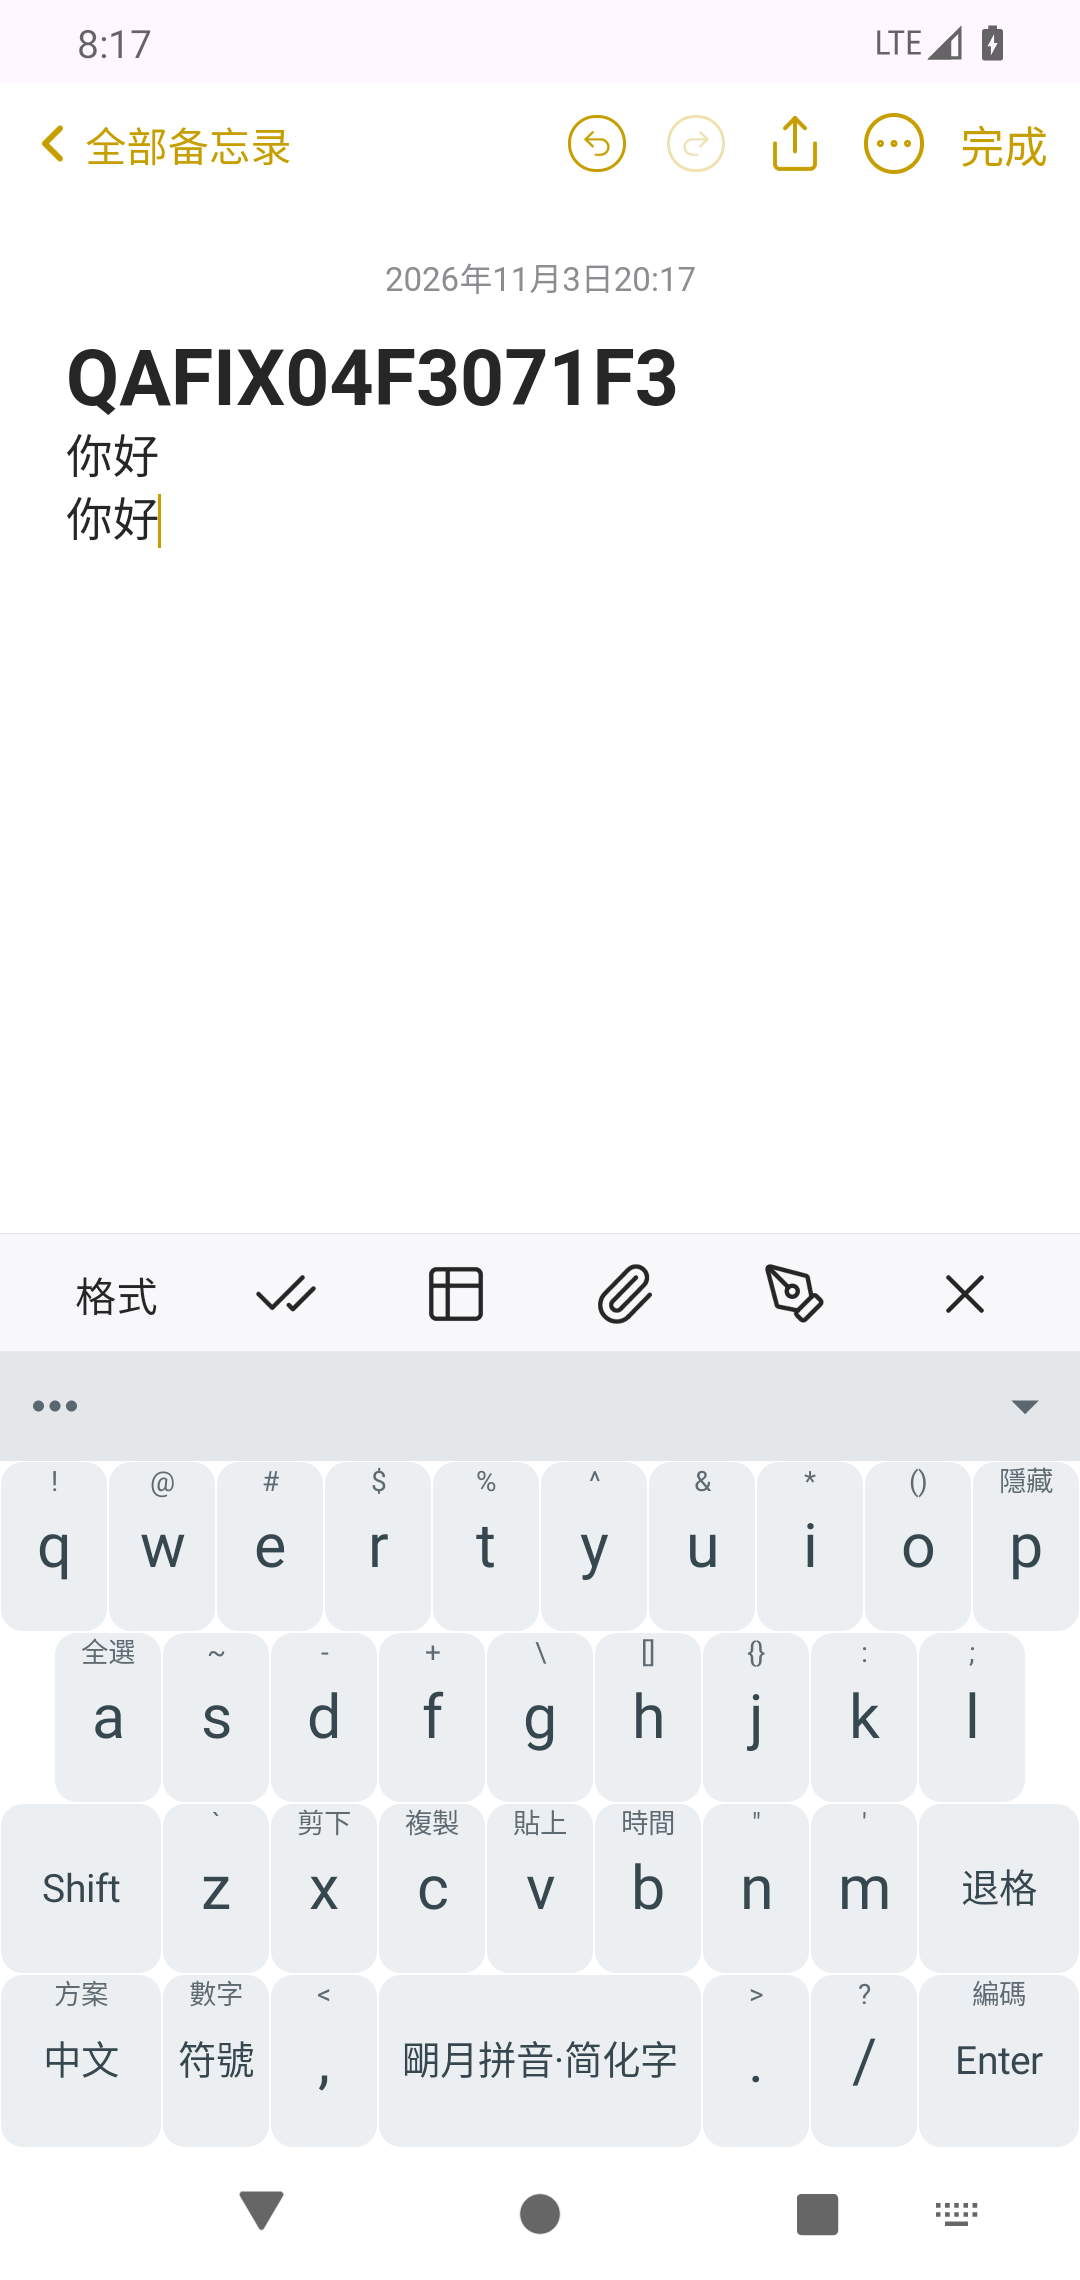 8:17 LTE
全部备忘录 完成
2026年11月3日20:17
QAFIX04F3071F3
你好
你好
格式
! @ # $ % ^ & * () 隱藏
q w e r t y u i o p
全選 ~ - + \ [] {} : ;
a s d f g h j k l
` 剪下 複製 貼上 時間 " '
Shift z x c v b n m 退格
方案 數字 < > ? 編碼
中文 符號 , 朙月拼音·简化字 . / Enter